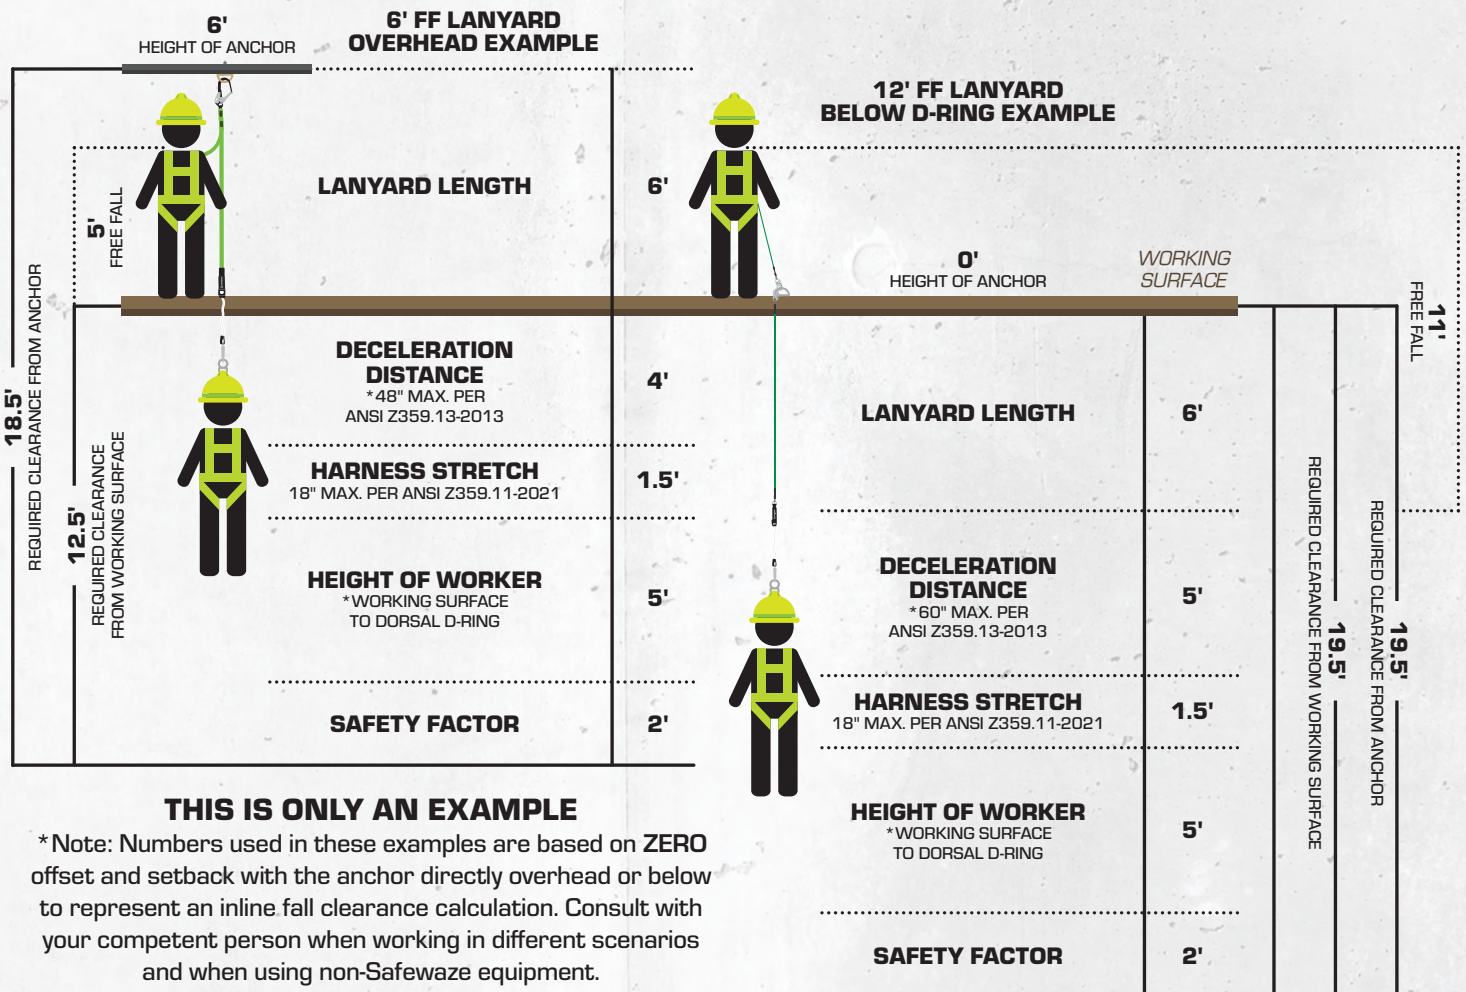 6'
HEIGHT OF ANCHOR
6' FF LANYARD
OVERHEAD EXAMPLE
LANYARD LENGTH
6'
5'
FREE FALL
18.5'
REQUIRED CLEARANCE FROM ANCHOR
12.5'
REQUIRED CLEARANCE
FROM WORKING SURFACE
DECELERATION
DISTANCE
*48" MAX. PER
ANSI Z359.13-2013
4'
HARNESS STRETCH
18" MAX. PER ANSI Z359.11-2021
1.5'
HEIGHT OF WORKER
*WORKING SURFACE
TO DORSAL D-RING
5'
SAFETY FACTOR
2'
12' FF LANYARD
BELOW D-RING EXAMPLE
0'
HEIGHT OF ANCHOR
WORKING
SURFACE
11'
FREE FALL
LANYARD LENGTH
6'
DECELERATION
DISTANCE
*60" MAX. PER
ANSI Z359.13-2013
5'
HARNESS STRETCH
18" MAX. PER ANSI Z359.11-2021
1.5'
HEIGHT OF WORKER
*WORKING SURFACE
TO DORSAL D-RING
5'
SAFETY FACTOR
2'
19.5'
REQUIRED CLEARANCE FROM WORKING SURFACE
19.5'
REQUIRED CLEARANCE FROM ANCHOR
THIS IS ONLY AN EXAMPLE
*Note: Numbers used in these examples are based on ZERO
offset and setback with the anchor directly overhead or below
to represent an inline fall clearance calculation. Consult with
your competent person when working in different scenarios
and when using non-Safewaze equipment.